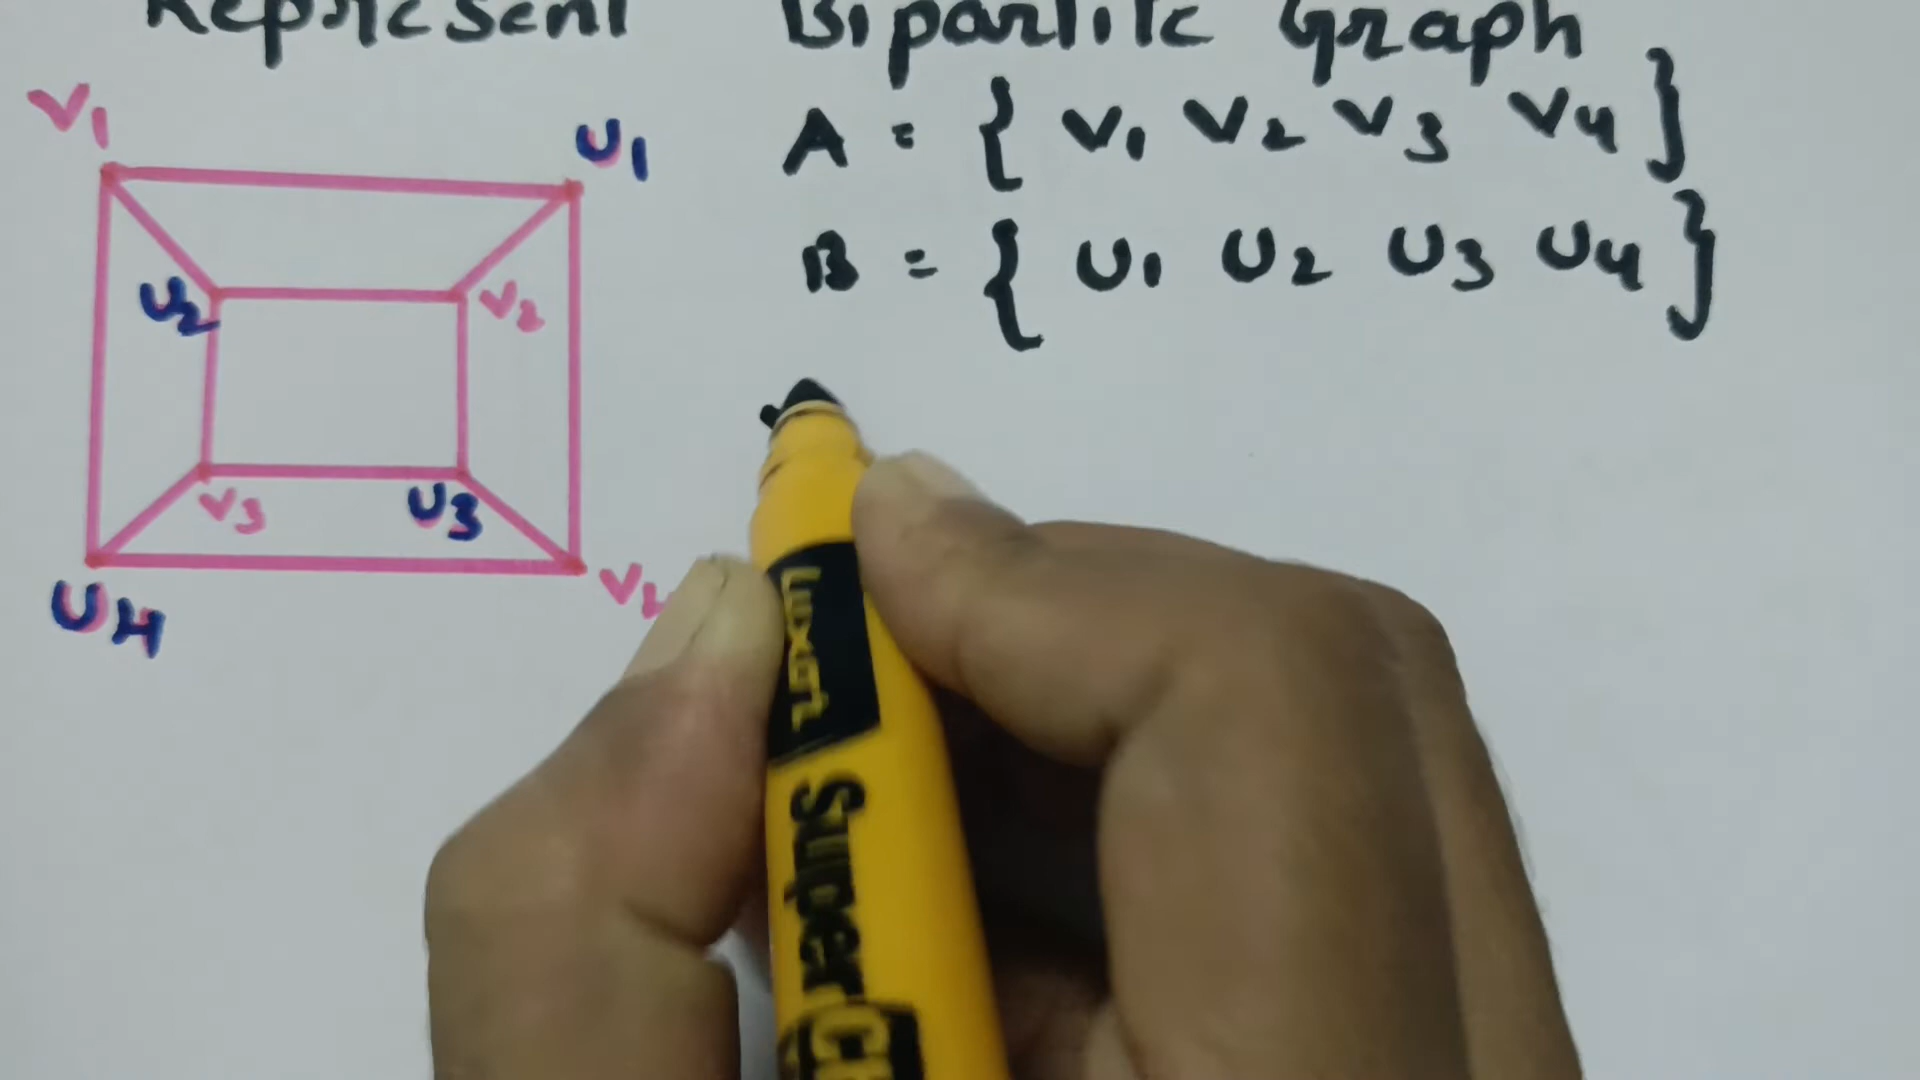 Represent Bipartite Graph
A = { V1 V2 V3 V4 }
B = { U1 U2 U3 U4 }
V1 U1
U2 V2
V3 U3
U4
Luxor
Super